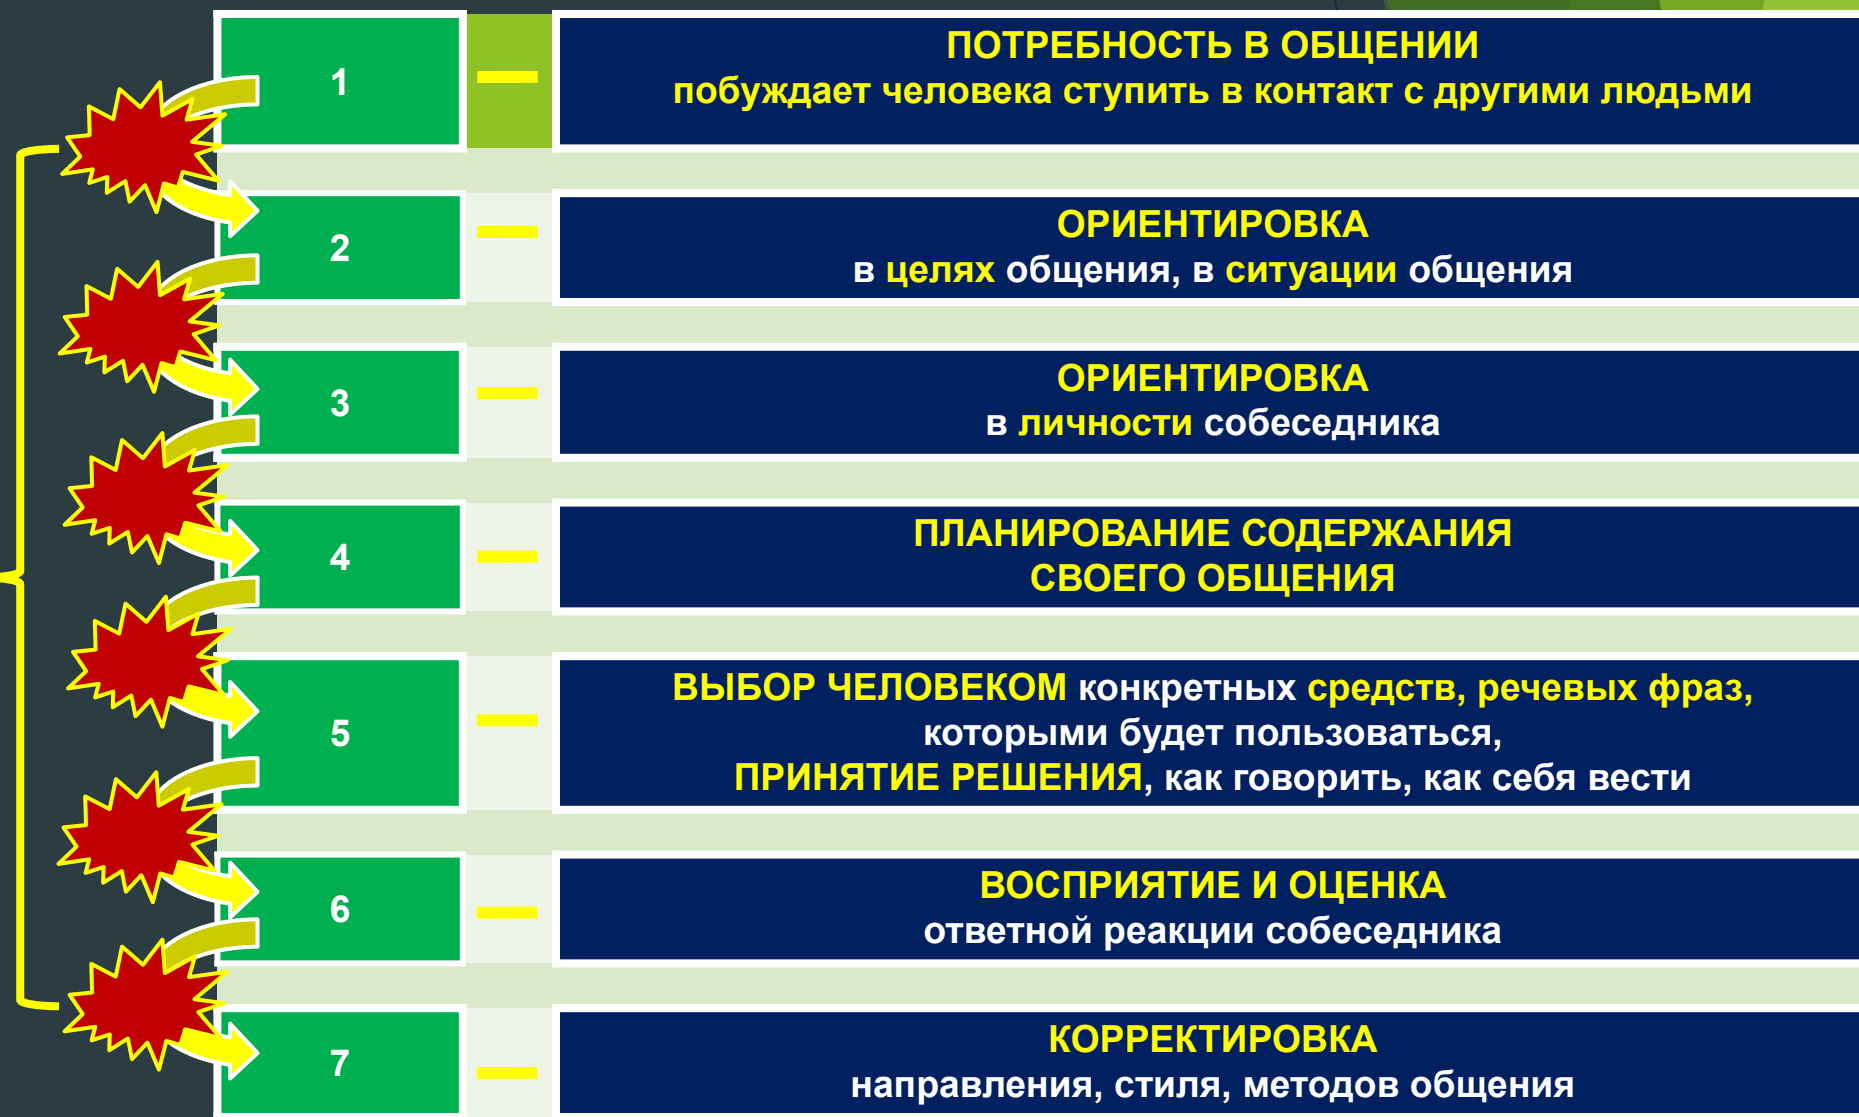 1
ПОТРЕБНОСТЬ В ОБЩЕНИИ
побуждает человека ступить в контакт с другими людьми
2
ОРИЕНТИРОВКА
в целях общения, в ситуации общения
3
ОРИЕНТИРОВКА
в личности собеседника
4
ПЛАНИРОВАНИЕ СОДЕРЖАНИЯ
СВОЕГО ОБЩЕНИЯ
5
ВЫБОР ЧЕЛОВЕКОМ конкретных средств, речевых фраз,
которыми будет пользоваться,
ПРИНЯТИЕ РЕШЕНИЯ, как говорить, как себя вести
6
ВОСПРИЯТИЕ И ОЦЕНКА
ответной реакции собеседника
7
КОРРЕКТИРОВКА
направления, стиля, методов общения